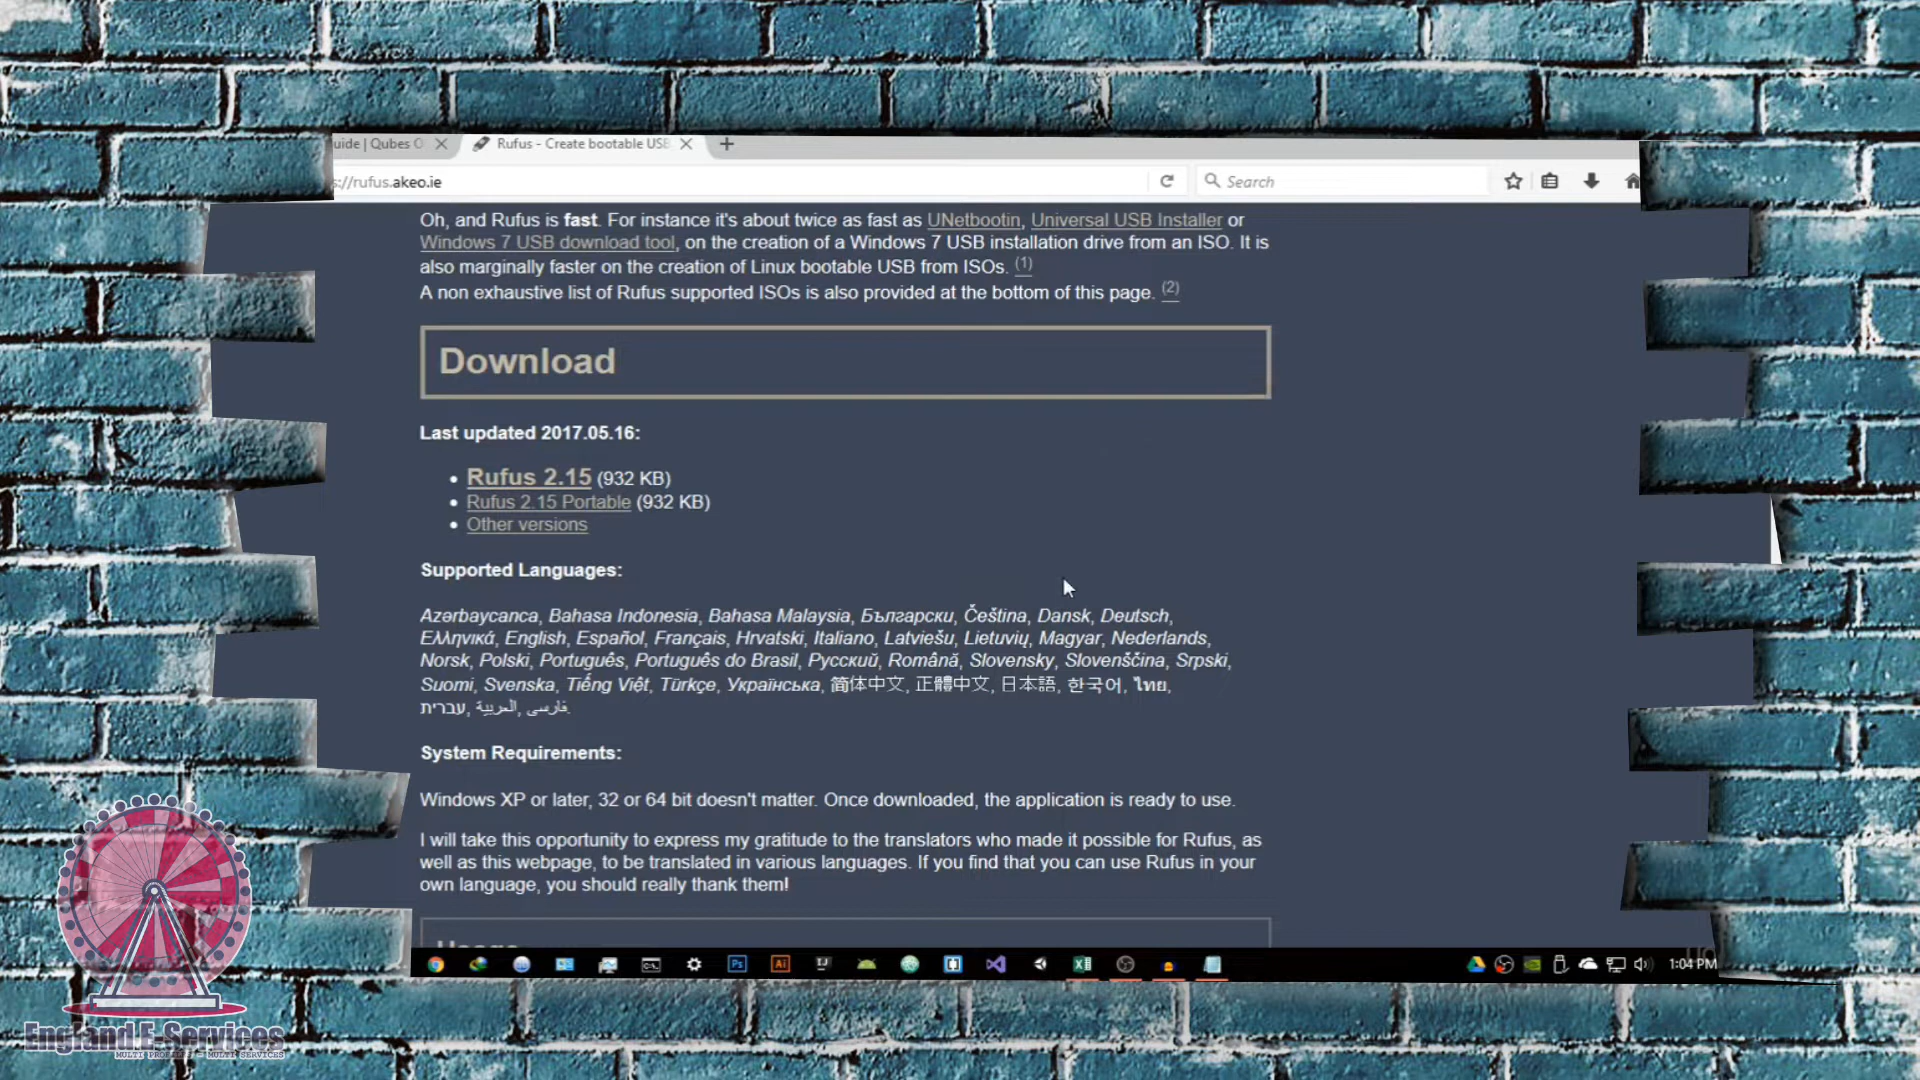 uide | Qubes O
Rufus - Create bootable USB
s://rufus.akeo.ie
Search
Oh, and Rufus is fast. For instance it's about twice as fast as UNetbootin, Universal USB Installer or
Windows 7 USB download tool, on the creation of a Windows 7 USB installation drive from an ISO. It is
also marginally faster on the creation of Linux bootable USB from ISOs. (1)
A non exhaustive list of Rufus supported ISOs is also provided at the bottom of this page. (2)
Download
Last updated 2017.05.16:
• Rufus 2.15 (932 KB)
• Rufus 2.15 Portable (932 KB)
• Other versions
Supported Languages:
Azərbaycanca, Bahasa Indonesia, Bahasa Malaysia, Български, Čeština, Dansk, Deutsch,
Ελληνικά, English, Español, Français, Hrvatski, Italiano, Latviešu, Lietuvių, Magyar, Nederlands,
Norsk, Polski, Português, Português do Brasil, Русский, Română, Slovensky, Slovenščina, Srpski,
Suomi, Svenska, Tiếng Việt, Türkçe, Українська, 简体中文, 正體中文, 日本語, 한국어, ไทย,
עברית, العربية, فارسی.
System Requirements:
Windows XP or later, 32 or 64 bit doesn't matter. Once downloaded, the application is ready to use.
I will take this opportunity to express my gratitude to the translators who made it possible for Rufus, as
well as this webpage, to be translated in various languages. If you find that you can use Rufus in your
own language, you should really thank them!
Usage
Ps
Ai
IJ
1:04 PM
England E-Services
MULTI PROBLEMS - MULTI SERVICES